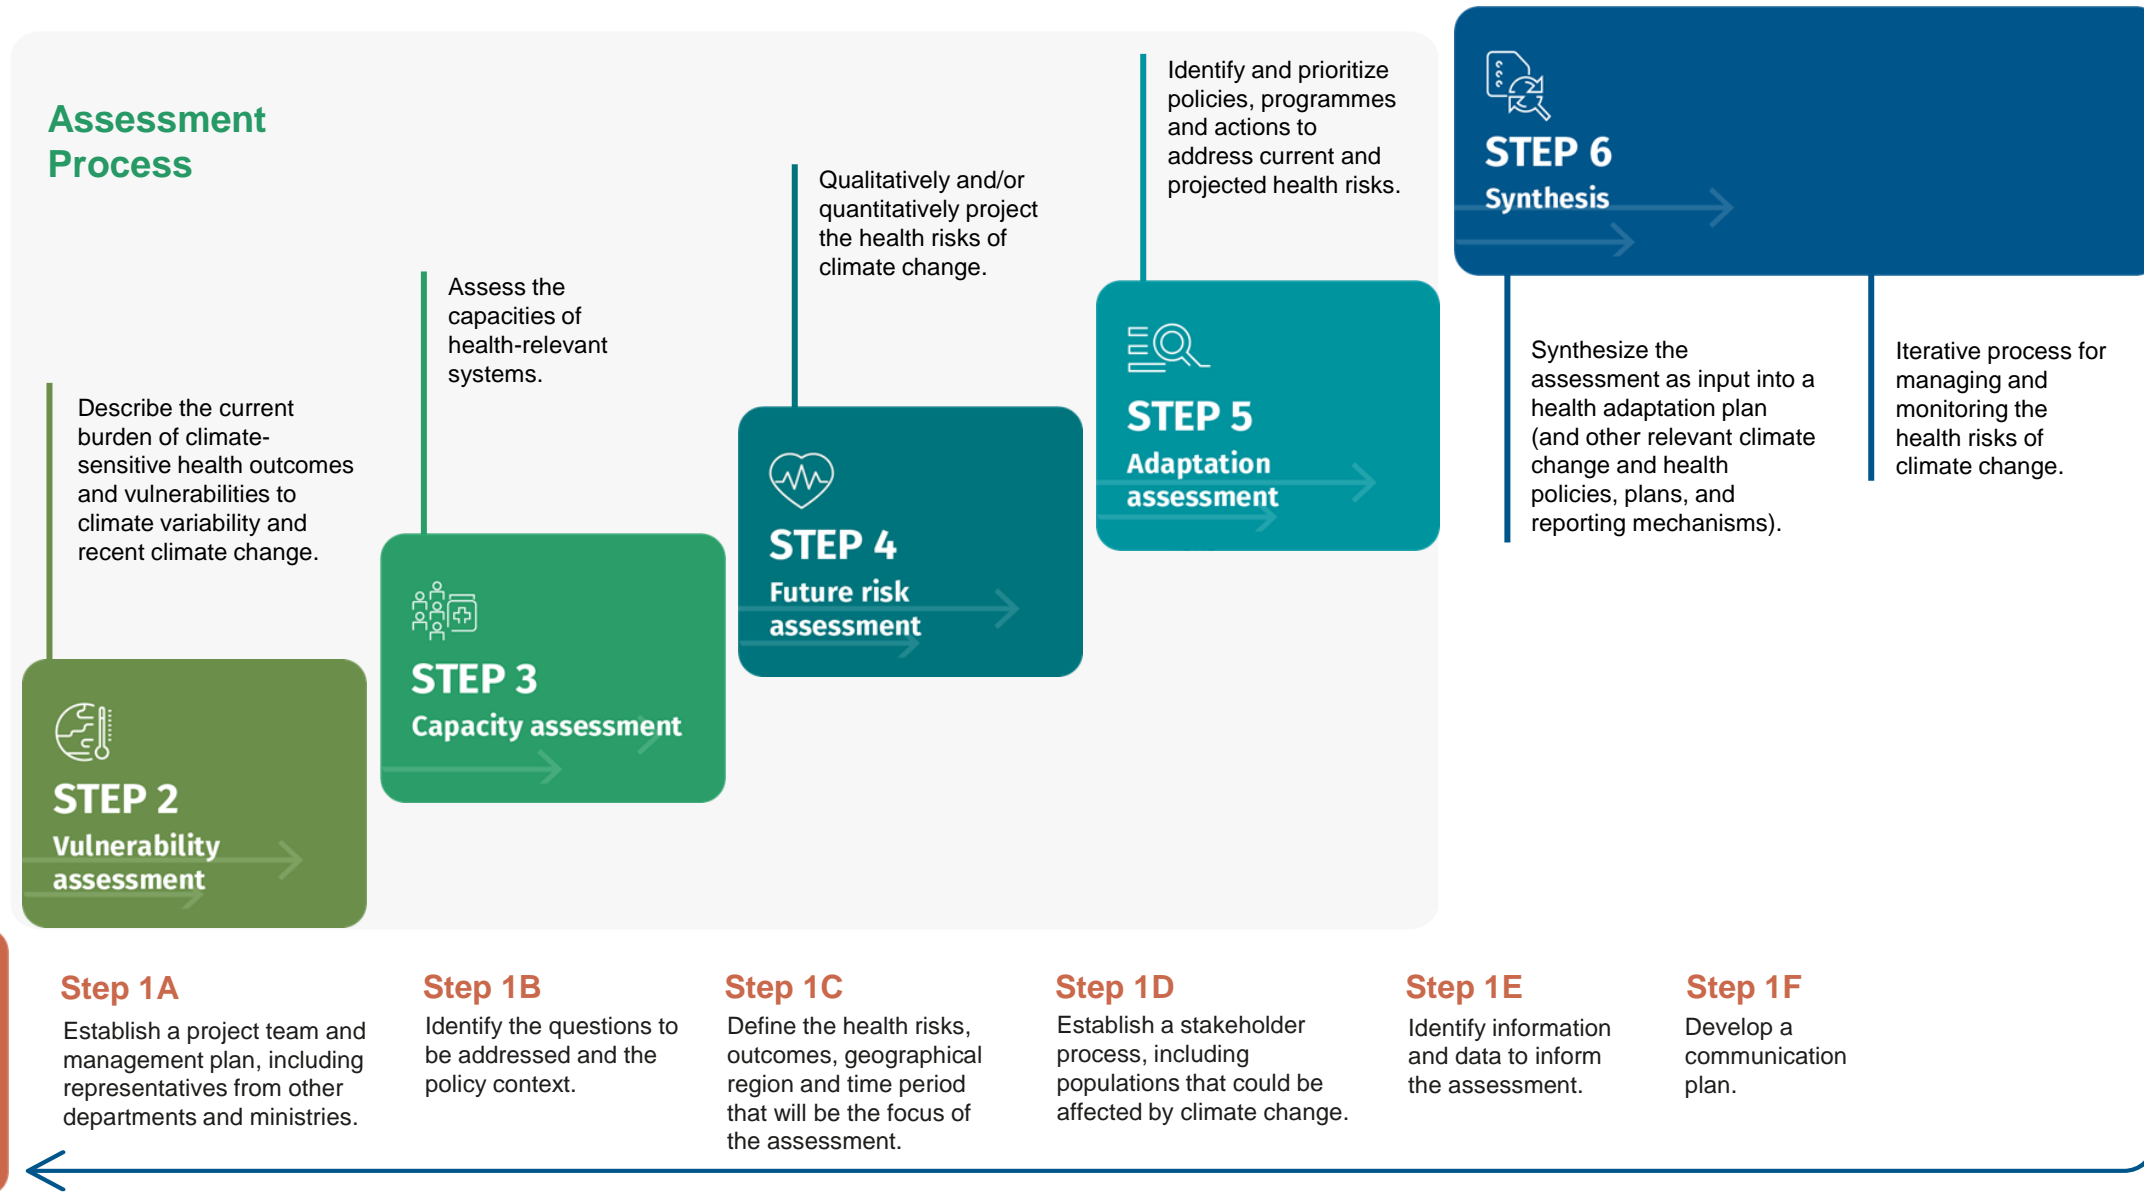 Assessment
Process
Describe the current
burden of climate-
sensitive health outcomes
and vulnerabilities to
climate variability and
recent climate change.
STEP 2
Vulnerability
assessment
Assess the
capacities of
health-relevant
systems.
STEP 3
Capacity assessment
Qualitatively and/or
quantitatively project
the health risks of
climate change.
STEP 4
Future risk
assessment
Identify and prioritize
policies, programmes
and actions to
address current and
projected health risks.
STEP 5
Adaptation
assessment
STEP 6
Synthesis
Synthesize the
assessment as input into a
health adaptation plan
(and other relevant climate
change and health
policies, plans, and
reporting mechanisms).
Iterative process for
managing and
monitoring the
health risks of
climate change.
Step 1A
Establish a project team and
management plan, including
representatives from other
departments and ministries.
Step 1B
Identify the questions to
be addressed and the
policy context.
Step 1C
Define the health risks,
outcomes, geographical
region and time period
that will be the focus of
the assessment.
Step 1D
Establish a stakeholder
process, including
populations that could be
affected by climate change.
Step 1E
Identify information
and data to inform
the assessment.
Step 1F
Develop a
communication
plan.